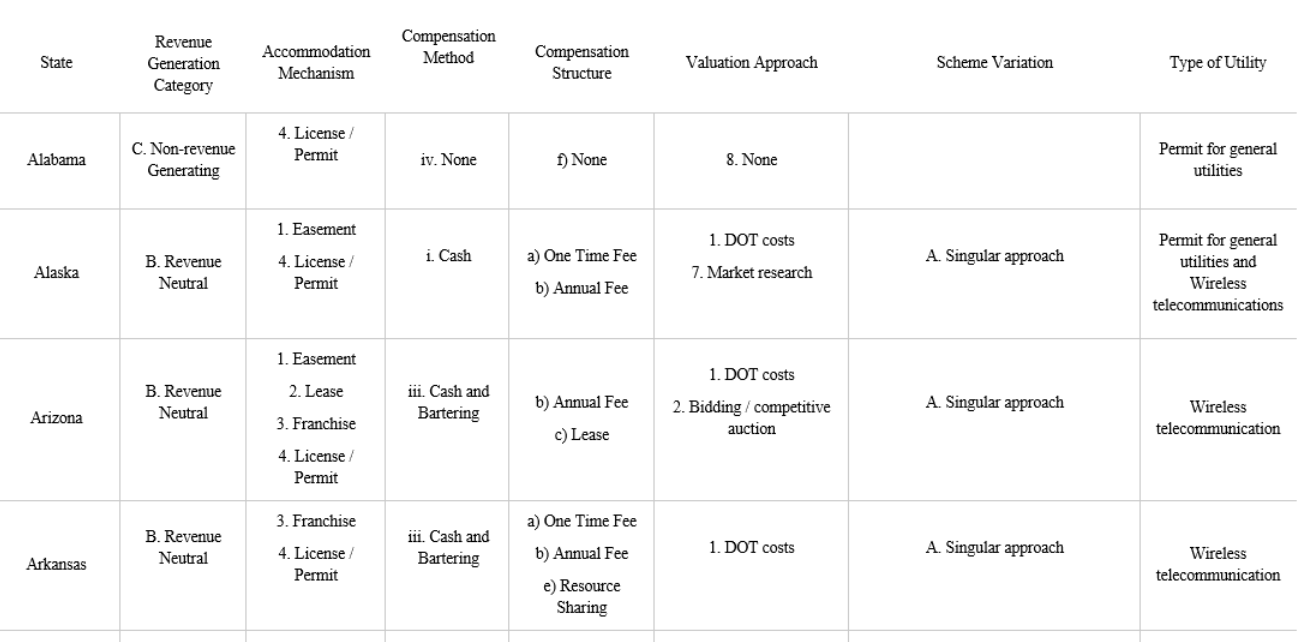 State
Revenue
Generation
Category
Accommodation
Mechanism
Compensation
Method
Compensation
Structure
Valuation Approach
Scheme Variation
Type of Utility
Alabama
C. Non-revenue
Generating
4. License /
Permit
iv. None
f) None
8. None
Permit for general
utilities
Alaska
B. Revenue
Neutral
1. Easement
4. License /
Permit
i. Cash
a) One Time Fee
b) Annual Fee
1. DOT costs
7. Market research
A. Singular approach
Permit for general
utilities and
Wireless
telecommunications
Arizona
B. Revenue
Neutral
1. Easement
2. Lease
3. Franchise
4. License /
Permit
iii. Cash and
Bartering
b) Annual Fee
c) Lease
1. DOT costs
2. Bidding / competitive
auction
A. Singular approach
Wireless
telecommunication
Arkansas
B. Revenue
Neutral
3. Franchise
4. License /
Permit
iii. Cash and
Bartering
a) One Time Fee
b) Annual Fee
e) Resource
Sharing
1. DOT costs
A. Singular approach
Wireless
telecommunication